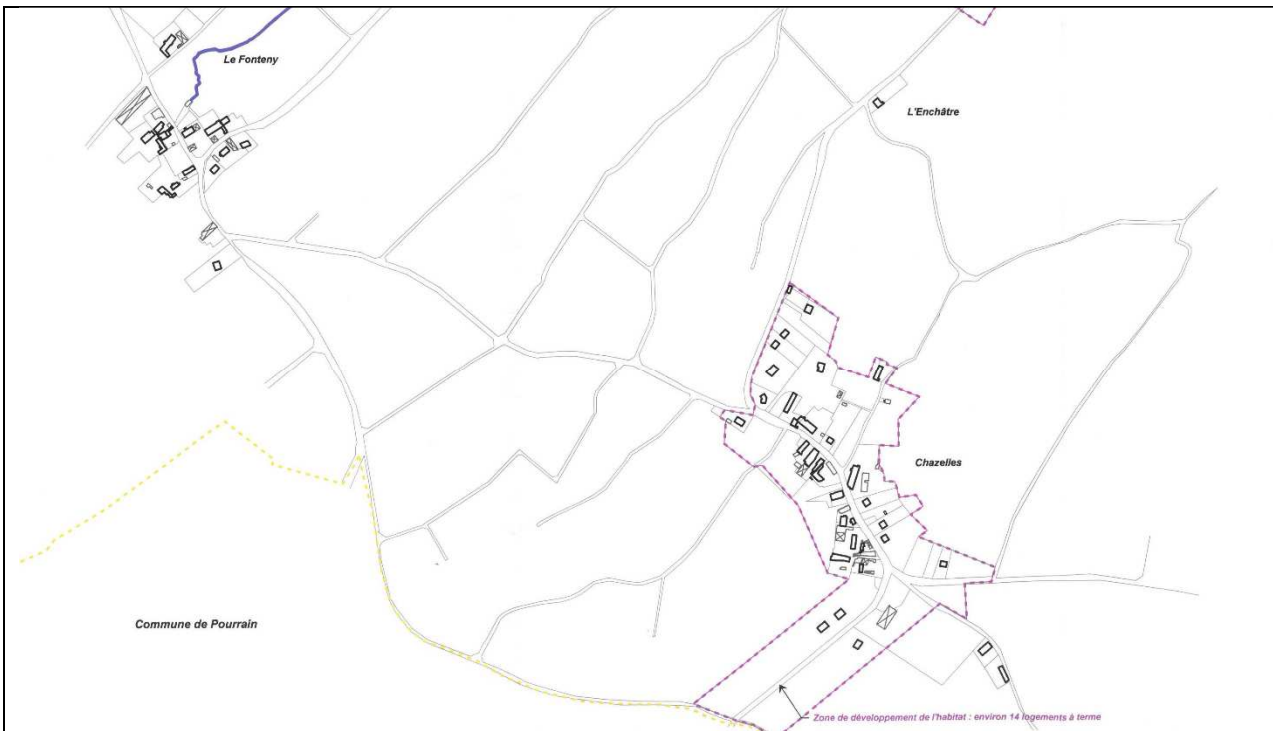 Le Fonteny
L'Enchâtre
Chazelles
Commune de Pourrain
Zone de développement de l'habitat : environ 14 logements à terme